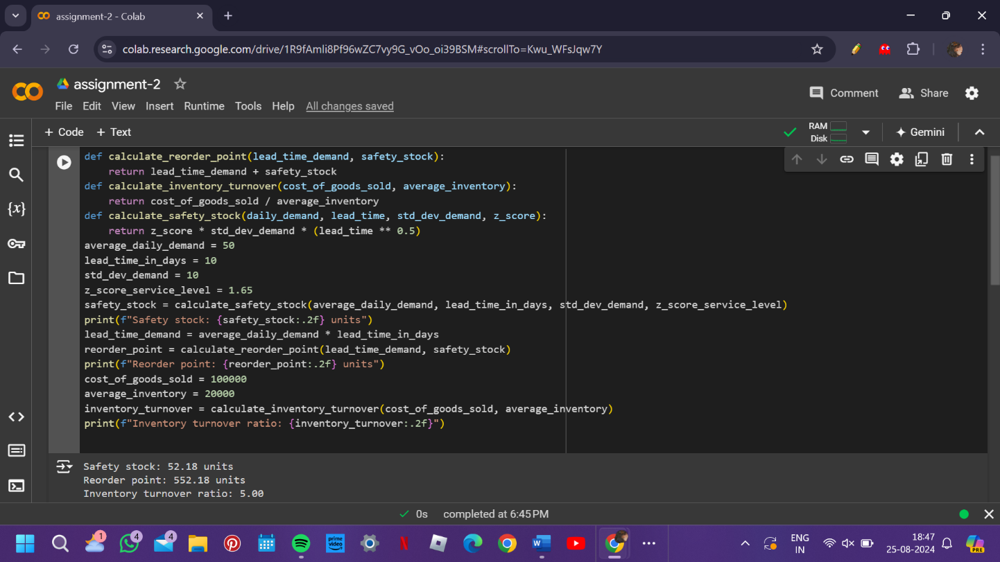 assignment-2 - Colab
colab.research.google.com/drive/1R9fAmli8Pf96wZC7vy9G_vOo_oi39BSM#scrollTo=Kwu_WFsJqw7Y
assignment-2
Comment Share
File Edit View Insert Runtime Tools Help All changes saved
+ Code + Text
RAM
Disk
Gemini
def calculate_reorder_point(lead_time_demand, safety_stock):
    return lead_time_demand + safety_stock
def calculate_inventory_turnover(cost_of_goods_sold, average_inventory):
    return cost_of_goods_sold / average_inventory
def calculate_safety_stock(daily_demand, lead_time, std_dev_demand, z_score):
    return z_score * std_dev_demand * (lead_time ** 0.5)
average_daily_demand = 50
lead_time_in_days = 10
std_dev_demand = 10
z_score_service_level = 1.65
safety_stock = calculate_safety_stock(average_daily_demand, lead_time_in_days, std_dev_demand, z_score_service_level)
print(f"Safety stock: {safety_stock:.2f} units")
lead_time_demand = average_daily_demand * lead_time_in_days
reorder_point = calculate_reorder_point(lead_time_demand, safety_stock)
print(f"Reorder point: {reorder_point:.2f} units")
cost_of_goods_sold = 100000
average_inventory = 20000
inventory_turnover = calculate_inventory_turnover(cost_of_goods_sold, average_inventory)
print(f"Inventory turnover ratio: {inventory_turnover:.2f}")
Safety stock: 52.18 units
Reorder point: 552.18 units
Inventory turnover ratio: 5.00
{x}
0s completed at 6:45 PM
1
4
4
prime video
N
W
ENG
IN
18:47
25-08-2024
PRE